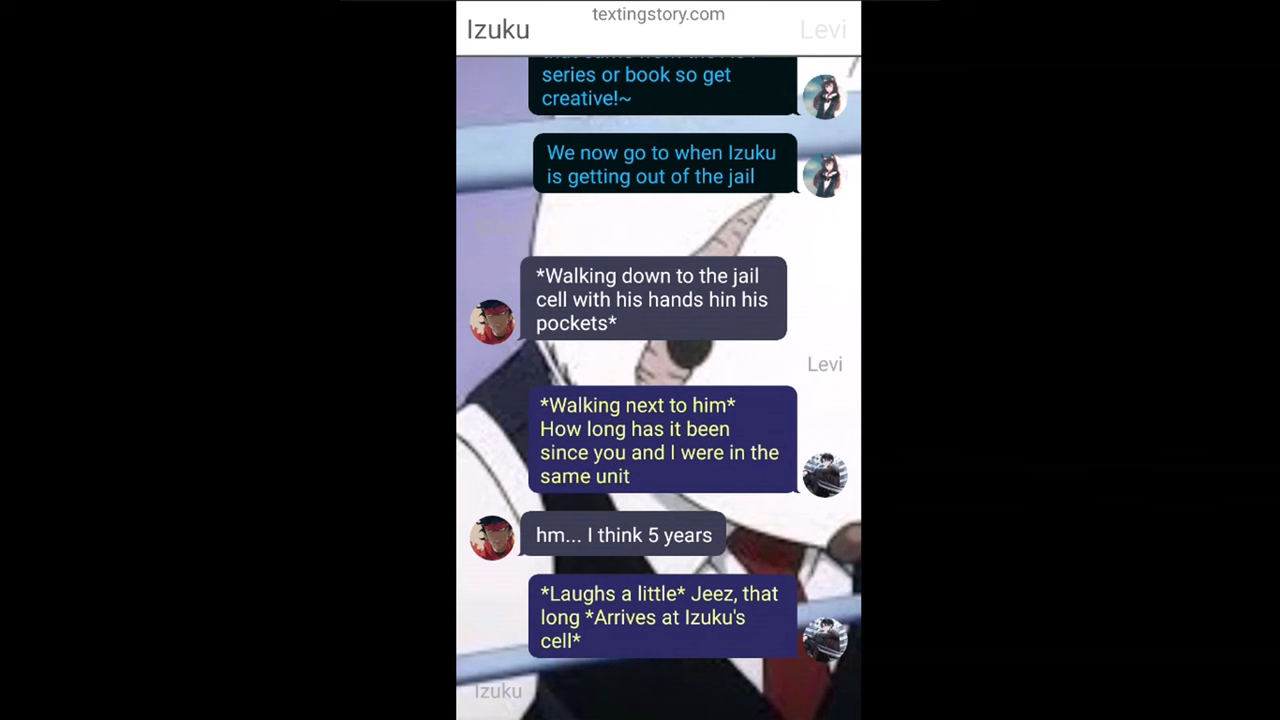 textingstory.com
Izuku
Levi
series or book so get
creative!~
We now go to when Izuku
is getting out of the jail
*Walking down to the jail
cell with his hands hin his
pockets*
Levi
*Walking next to him*
How long has it been
since you and I were in the
same unit
hm... I think 5 years
*Laughs a little* Jeez, that
long *Arrives at Izuku's
cell*
Izuku